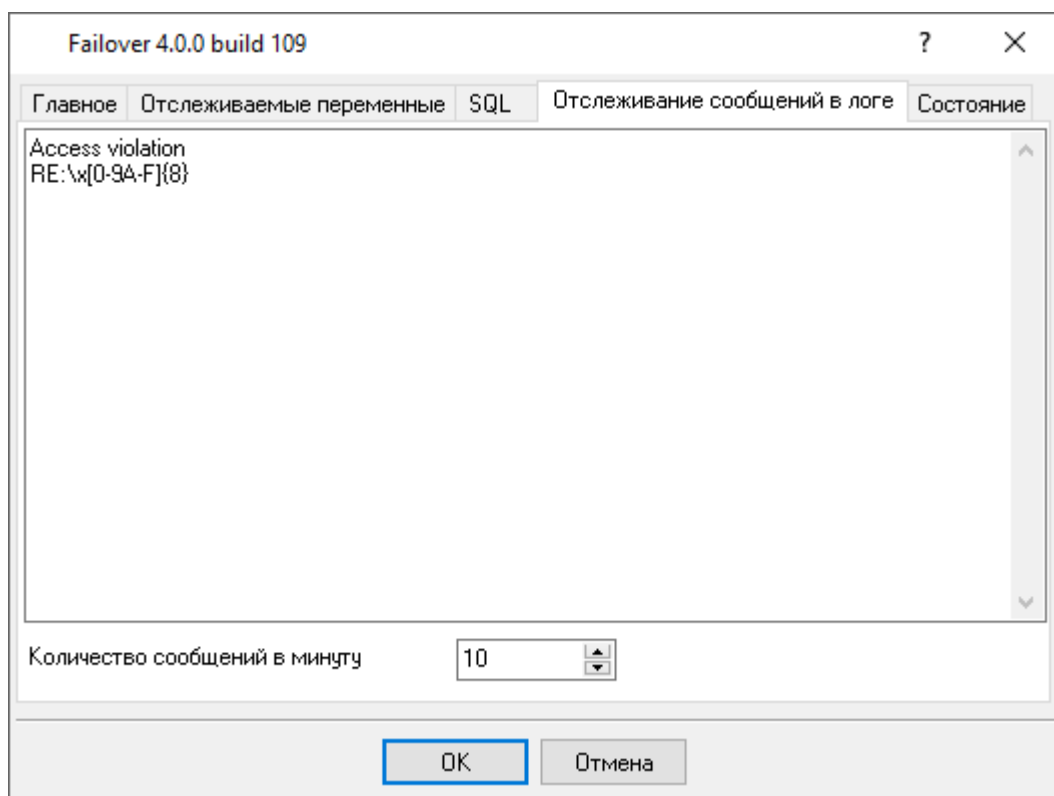 Failover 4.0.0 build 109
Главное Отслеживаемые переменные SQL Отслеживание сообщений в логе Состояние
Access violation
RE:\x[0-9A-F]{8}
Количество сообщений в минуту 10
OK Отмена